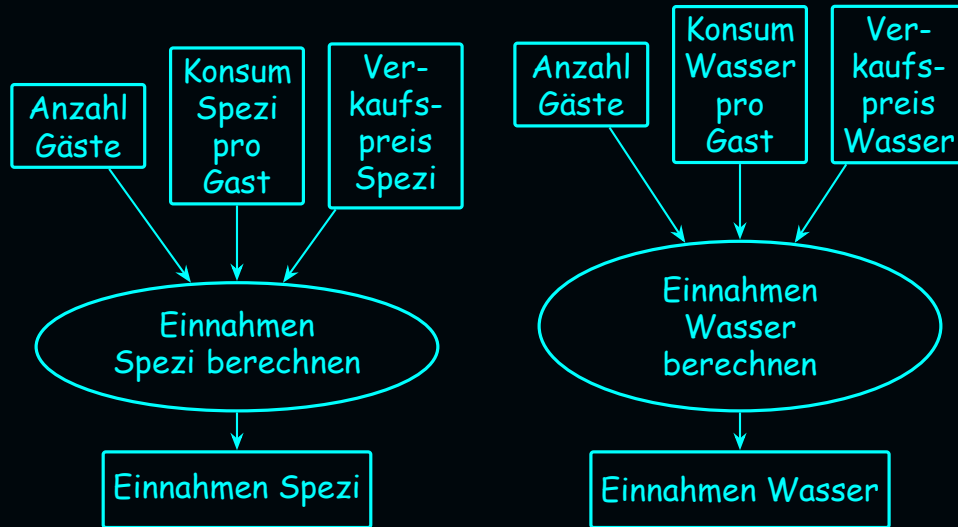 Anzahl
Gäste
Konsum
Spezi
pro
Gast
Ver-
kaufs-
preis
Spezi
Einnahmen
Spezi berechnen
Einnahmen Spezi
Anzahl
Gäste
Konsum
Wasser
pro
Gast
Ver-
kaufs-
preis
Wasser
Einnahmen
Wasser
berechnen
Einnahmen Wasser